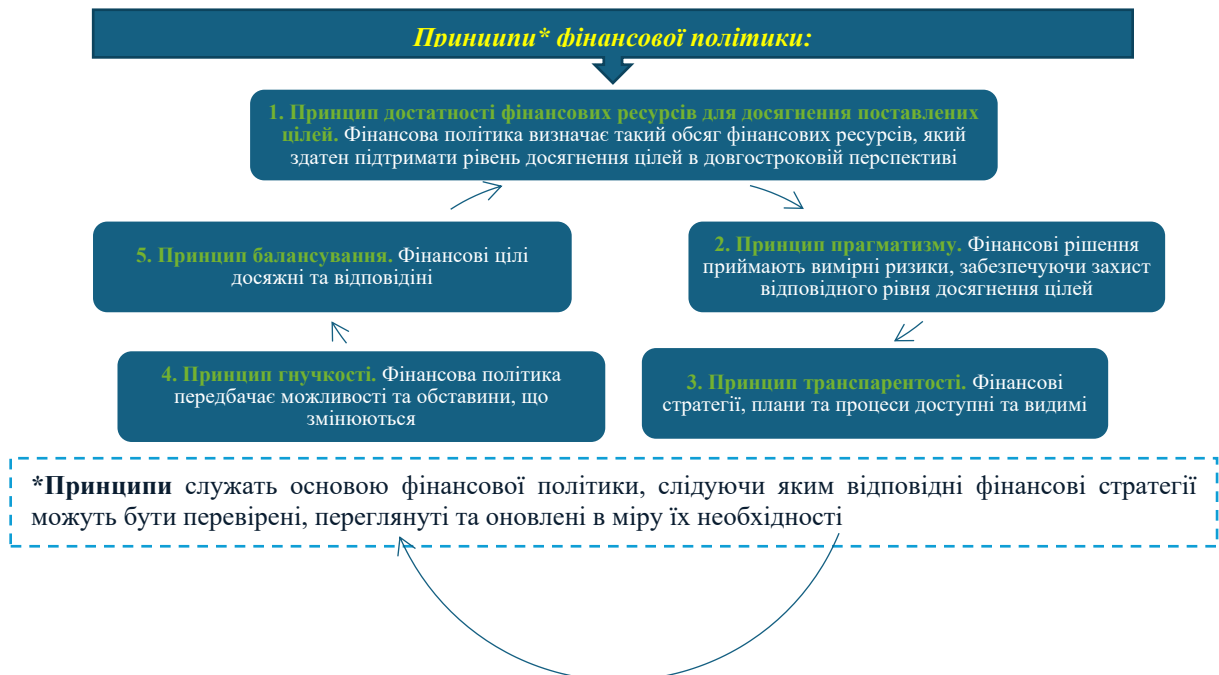 Принципи* фінансової політики:
1. Принцип достатності фінансових ресурсів для досягнення поставлених
цілей. Фінансова політика визначає такий обсяг фінансових ресурсів, який
здатен підтримати рівень досягнення цілей в довгостроковій перспективі
2. Принцип прагматизму. Фінансові рішення
приймають вимірні ризики, забезпечуючи захист
відповідного рівня досягнення цілей
3. Принцип транспарентості. Фінансові
стратегії, плани та процеси доступні та видимі
4. Принцип гнучкості. Фінансова політика
передбачає можливості та обставини, що
змінюються
5. Принцип балансування. Фінансові цілі
досяжні та відповідіні
*Принципи служать основою фінансової політики, слідуючи яким відповідні фінансові стратегії
можуть бути перевірені, переглянуті та оновлені в міру їх необхідності